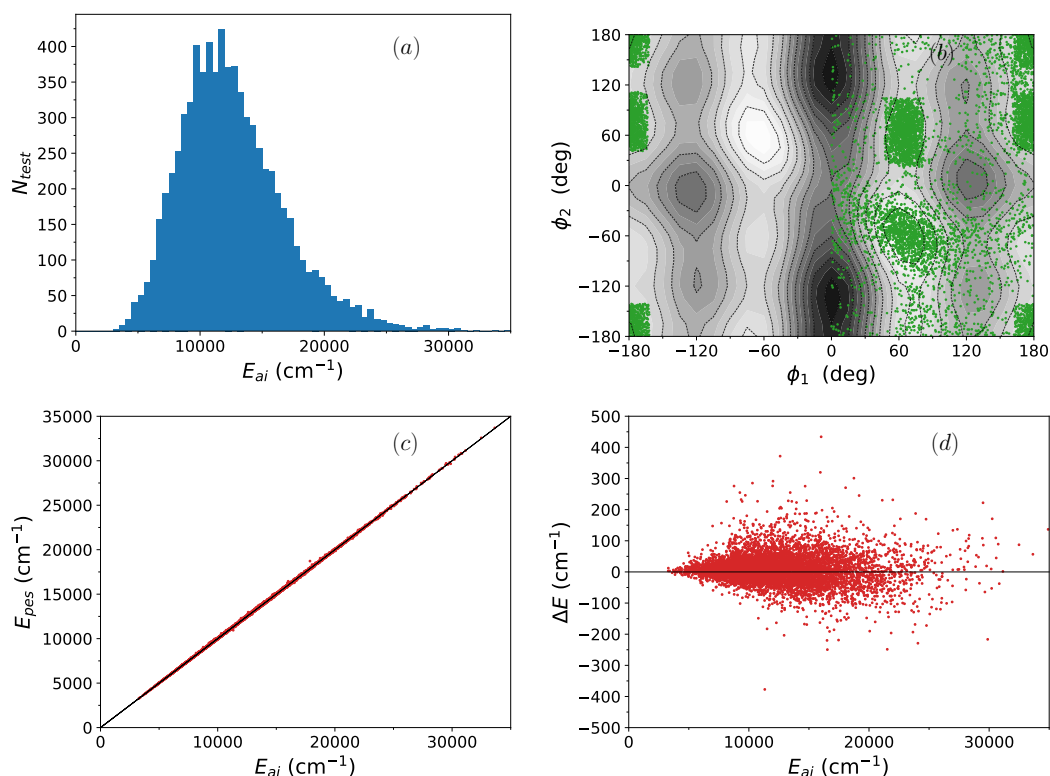 (a)
400
350
300
250
200
150
100
50
0
N_test
0 10000 20000 30000
E_ai (cm⁻¹)
(b)
180
120
60
0
−60
−120
−180
ϕ₂ (deg)
−180 −120 −60 0 60 120 180
ϕ₁ (deg)
(c)
35000
30000
25000
20000
15000
10000
5000
0
E_pes (cm⁻¹)
0 10000 20000 30000
E_ai (cm⁻¹)
(d)
500
400
300
200
100
0
−100
−200
−300
−400
−500
ΔE (cm⁻¹)
0 10000 20000 30000
E_ai (cm⁻¹)